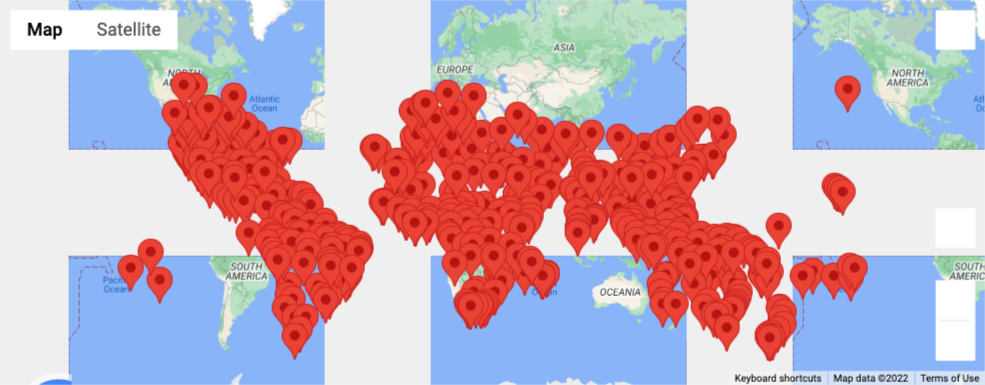 Map Satellite
ASIA
EUROPE
NORTH
AMERICA
NORTH
Atlantic
Ocean
SOUTH
AMERICA
OCEANIA
SOUTH
Pacif
Ocean
Keyboard shortcuts Map data ©2022 Terms of Use